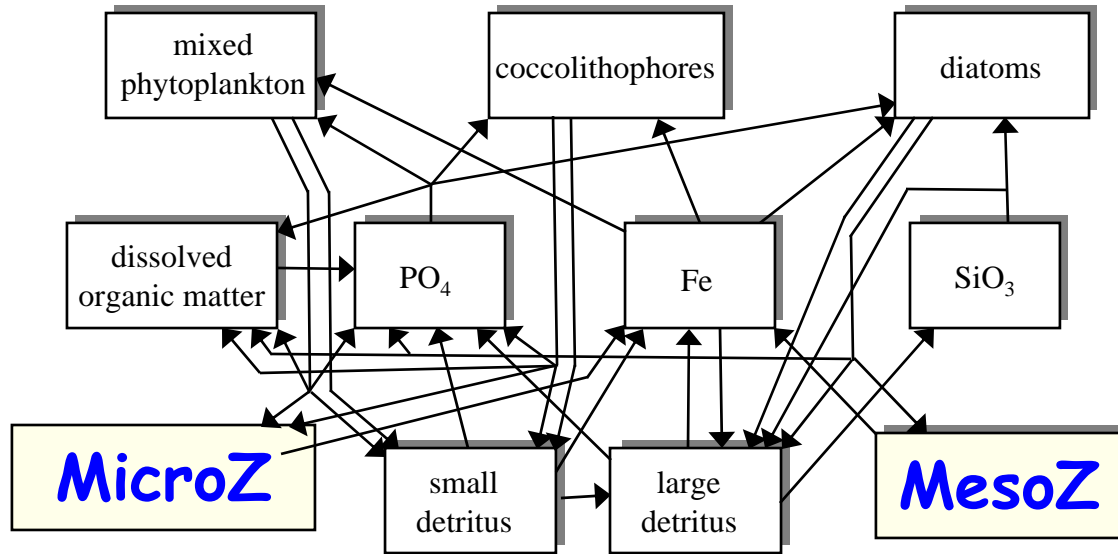 mixed
phytoplankton
coccolithophores
diatoms
dissolved
organic matter
PO₄
Fe
SiO₃
MicroZ
small
detritus
large
detritus
MesoZ